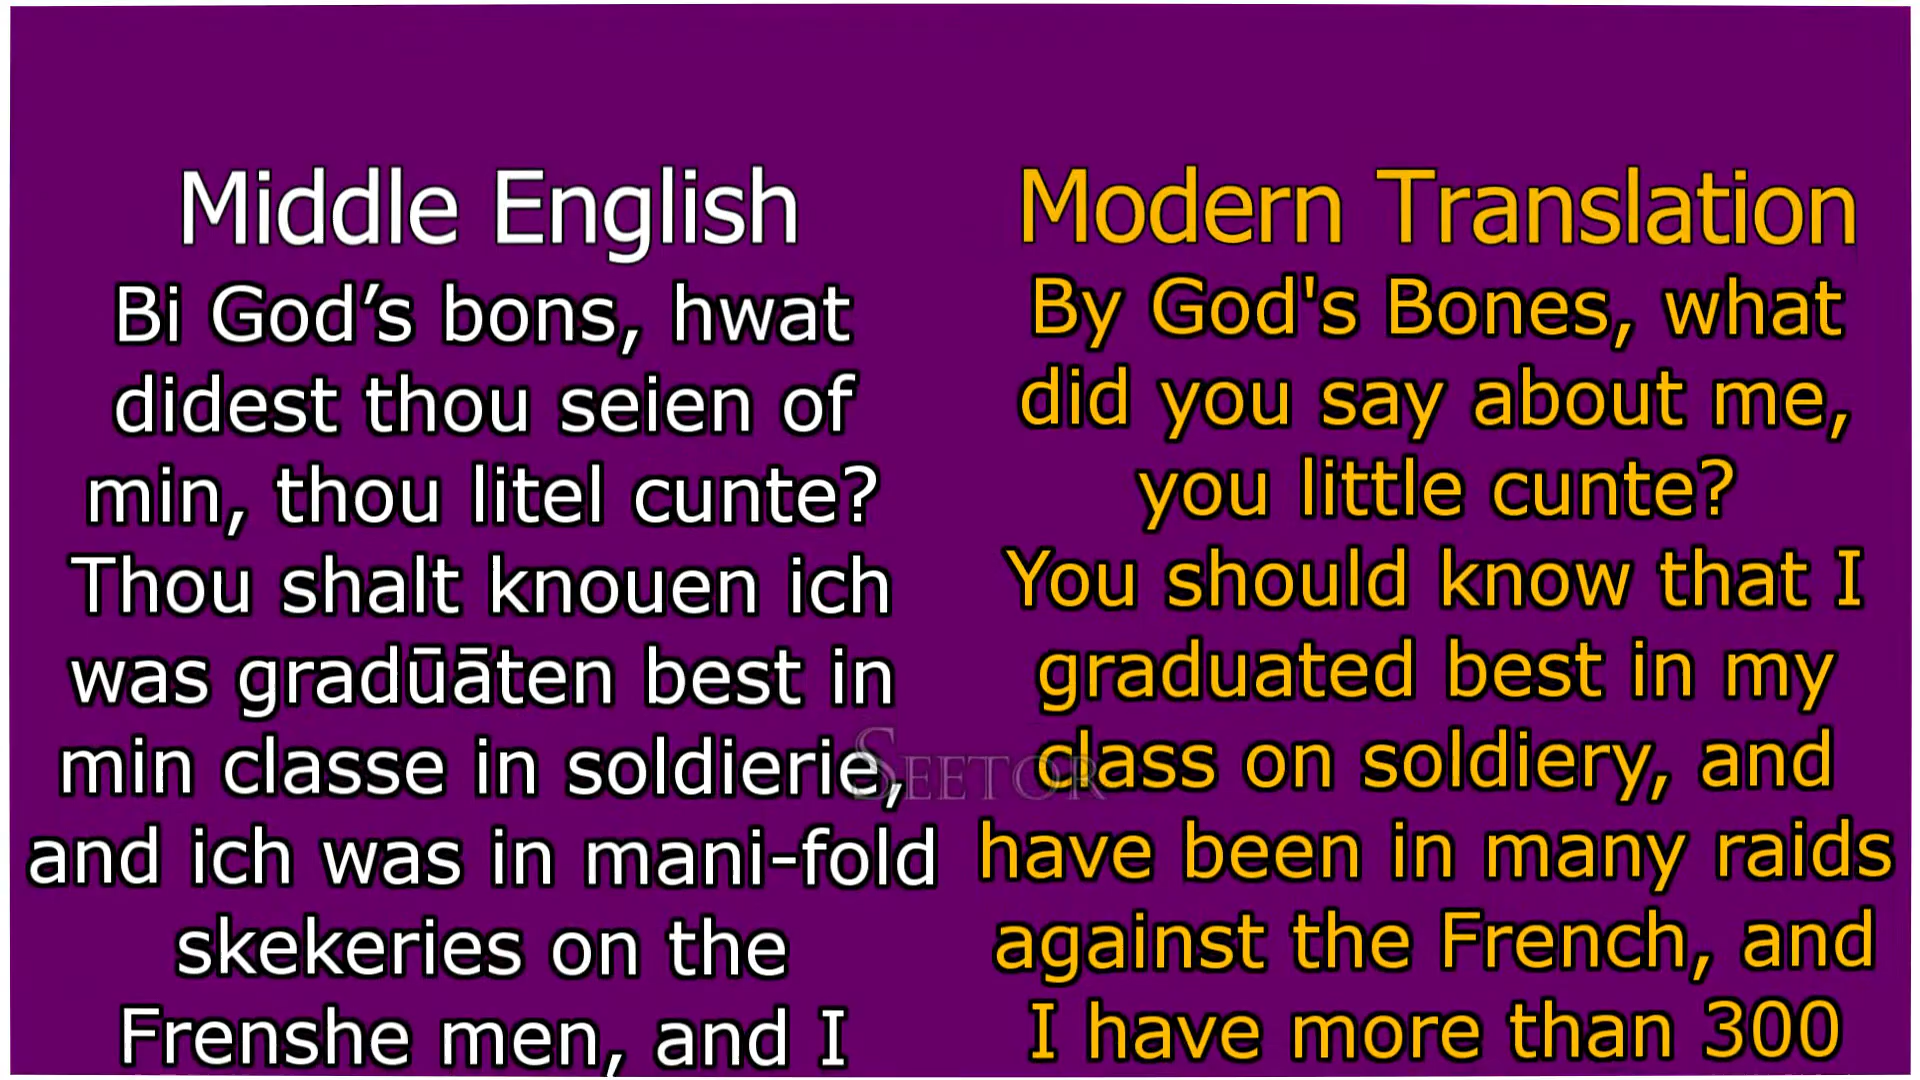 Middle English
Bi God’s bons, hwat
didest thou seien of
min, thou litel cunte?
Thou shalt knouen ich
was gradūāten best in
min classe in soldierie,
and ich was in mani-fold
skekeries on the
Frenshe men, and I
Modern Translation
By God's Bones, what
did you say about me,
you little cunte?
You should know that I
graduated best in my
class on soldiery, and
have been in many raids
against the French, and
I have more than 300
SEETOR